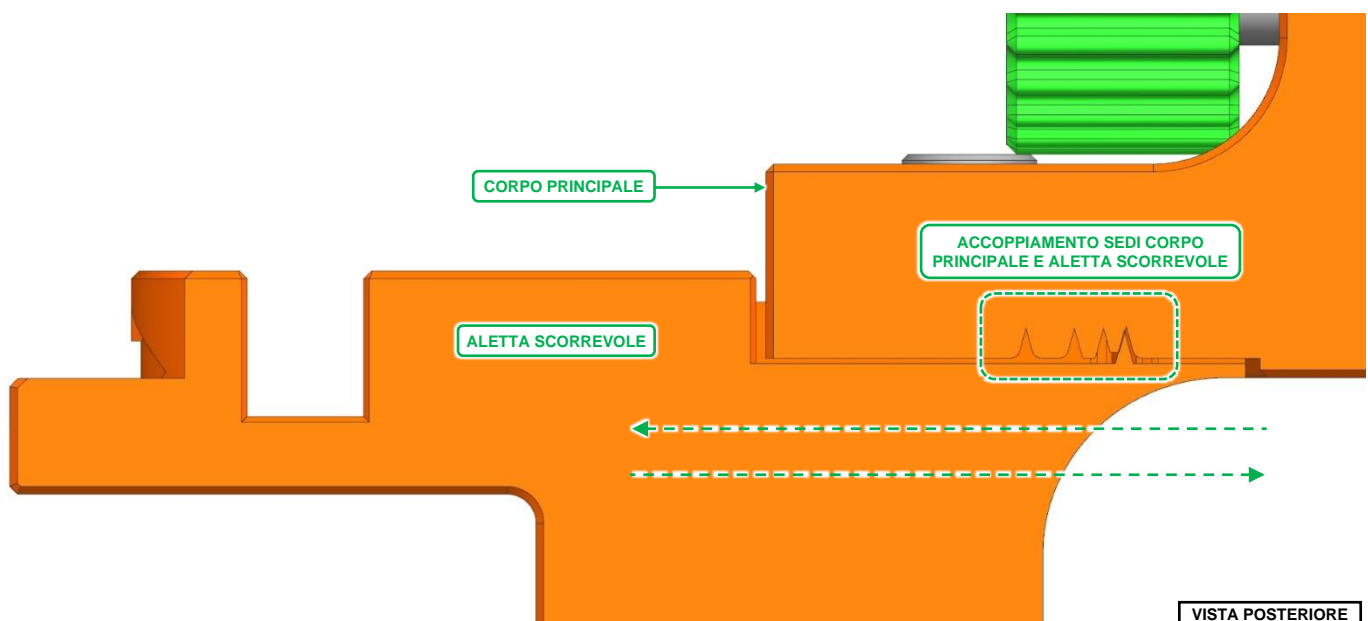 CORPO PRINCIPALE
ACCOPPIAMENTO SEDI CORPO
PRINCIPALE E ALETTA SCORREVOLE
ALETTA SCORREVOLE
VISTA POSTERIORE